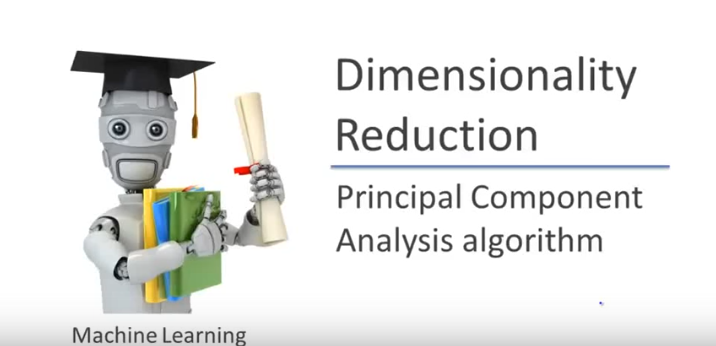 Dimensionality
Reduction
Principal Component
Analysis algorithm
Machine Learning